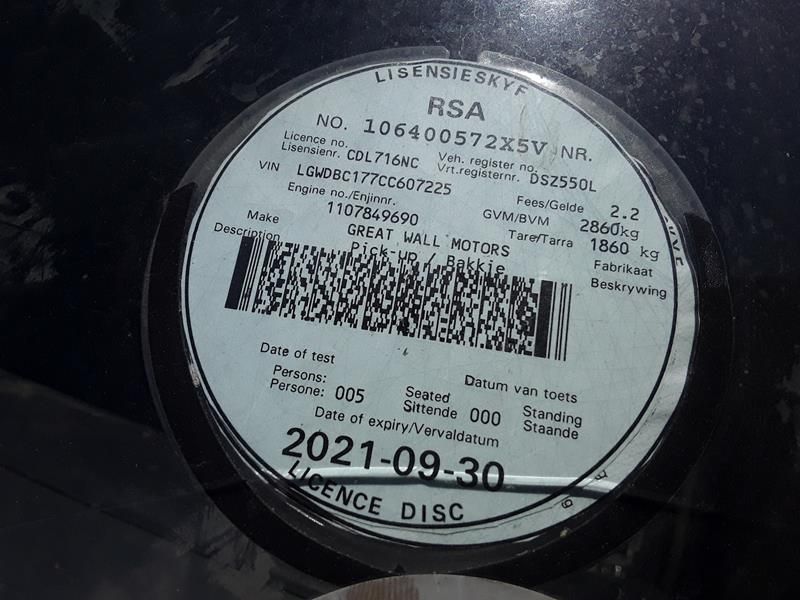 LISENSIESKYF
RSA
NO. 106400572X5V NR.
Licence no. Veh. register no.
Lisensienr. CDL716NC Vrt.registernr. DSZ550L
VIN LGWDBC177CC607225 Fees/Gelde 2.2
Engine no./Enjinnr. GVM/BVM 2860kg
1107849690 Tare/Tarra 1860 kg
Make GREAT WALL MOTORS Fabrikaat
Description Pick-up / Bakkie Beskrywing
Date of test Datum van toets
Persons: Seated Standing
Persone: 005 Sittende 000 Staande
Date of expiry/Vervaldatum
2021-09-30
LICENCE DISC